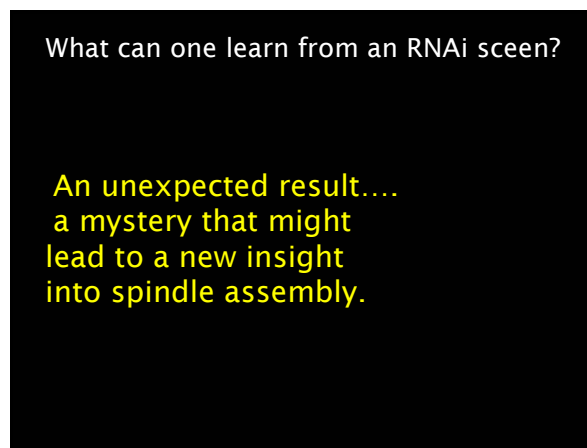 What can one learn from an RNAi sceen?
An unexpected result....
a mystery that might
lead to a new insight
into spindle assembly.